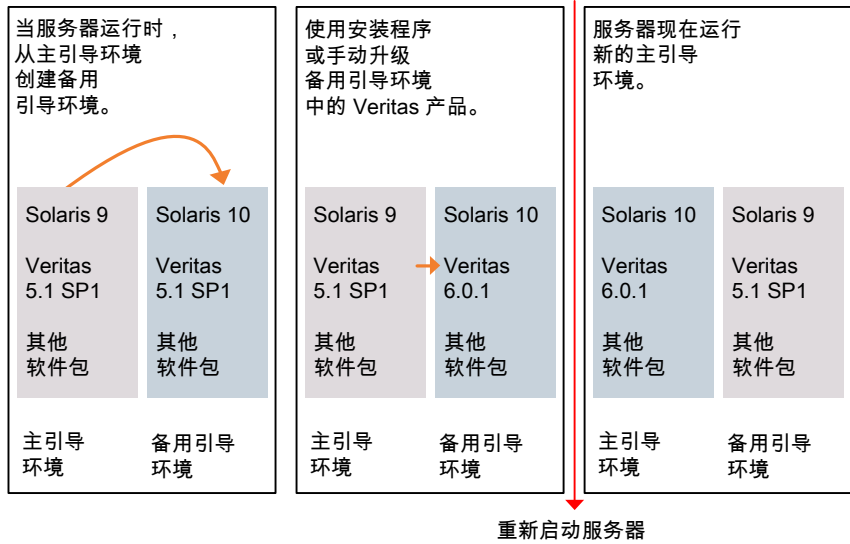 当服务器运行时，
从主引导环境
创建备用
引导环境。
Solaris 9
Veritas
5.1 SP1
其他
软件包
Solaris 10
Veritas
5.1 SP1
其他
软件包
主引导
环境
备用引导
环境
使用安装程序
或手动升级
备用引导环境
中的 Veritas 产品。
Solaris 9
Veritas
5.1 SP1
其他
软件包
Solaris 10
Veritas
6.0.1
其他
软件包
主引导
环境
备用引导
环境
服务器现在运行
新的主引导
环境。
Solaris 10
Veritas
6.0.1
其他
软件包
Solaris 9
Veritas
5.1 SP1
其他
软件包
主引导
环境
备用引导
环境
重新启动服务器